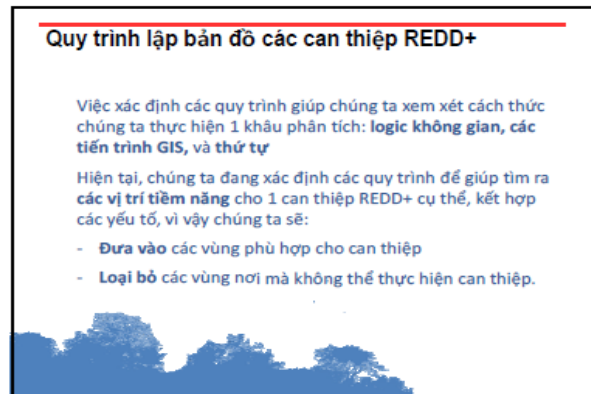 Quy trình lập bản đồ các can thiệp REDD+
Việc xác định các quy trình giúp chúng ta xem xét cách thức
chúng ta thực hiện 1 khâu phân tích: logic không gian, các
tiến trình GIS, và thứ tự
Hiện tại, chúng ta đang xác định các quy trình để giúp tìm ra
các vị trí tiềm năng cho 1 can thiệp REDD+ cụ thể, kết hợp
các yếu tố, vì vậy chúng ta sẽ:
- Đưa vào các vùng phù hợp cho can thiệp
- Loại bỏ các vùng nơi mà không thể thực hiện can thiệp.